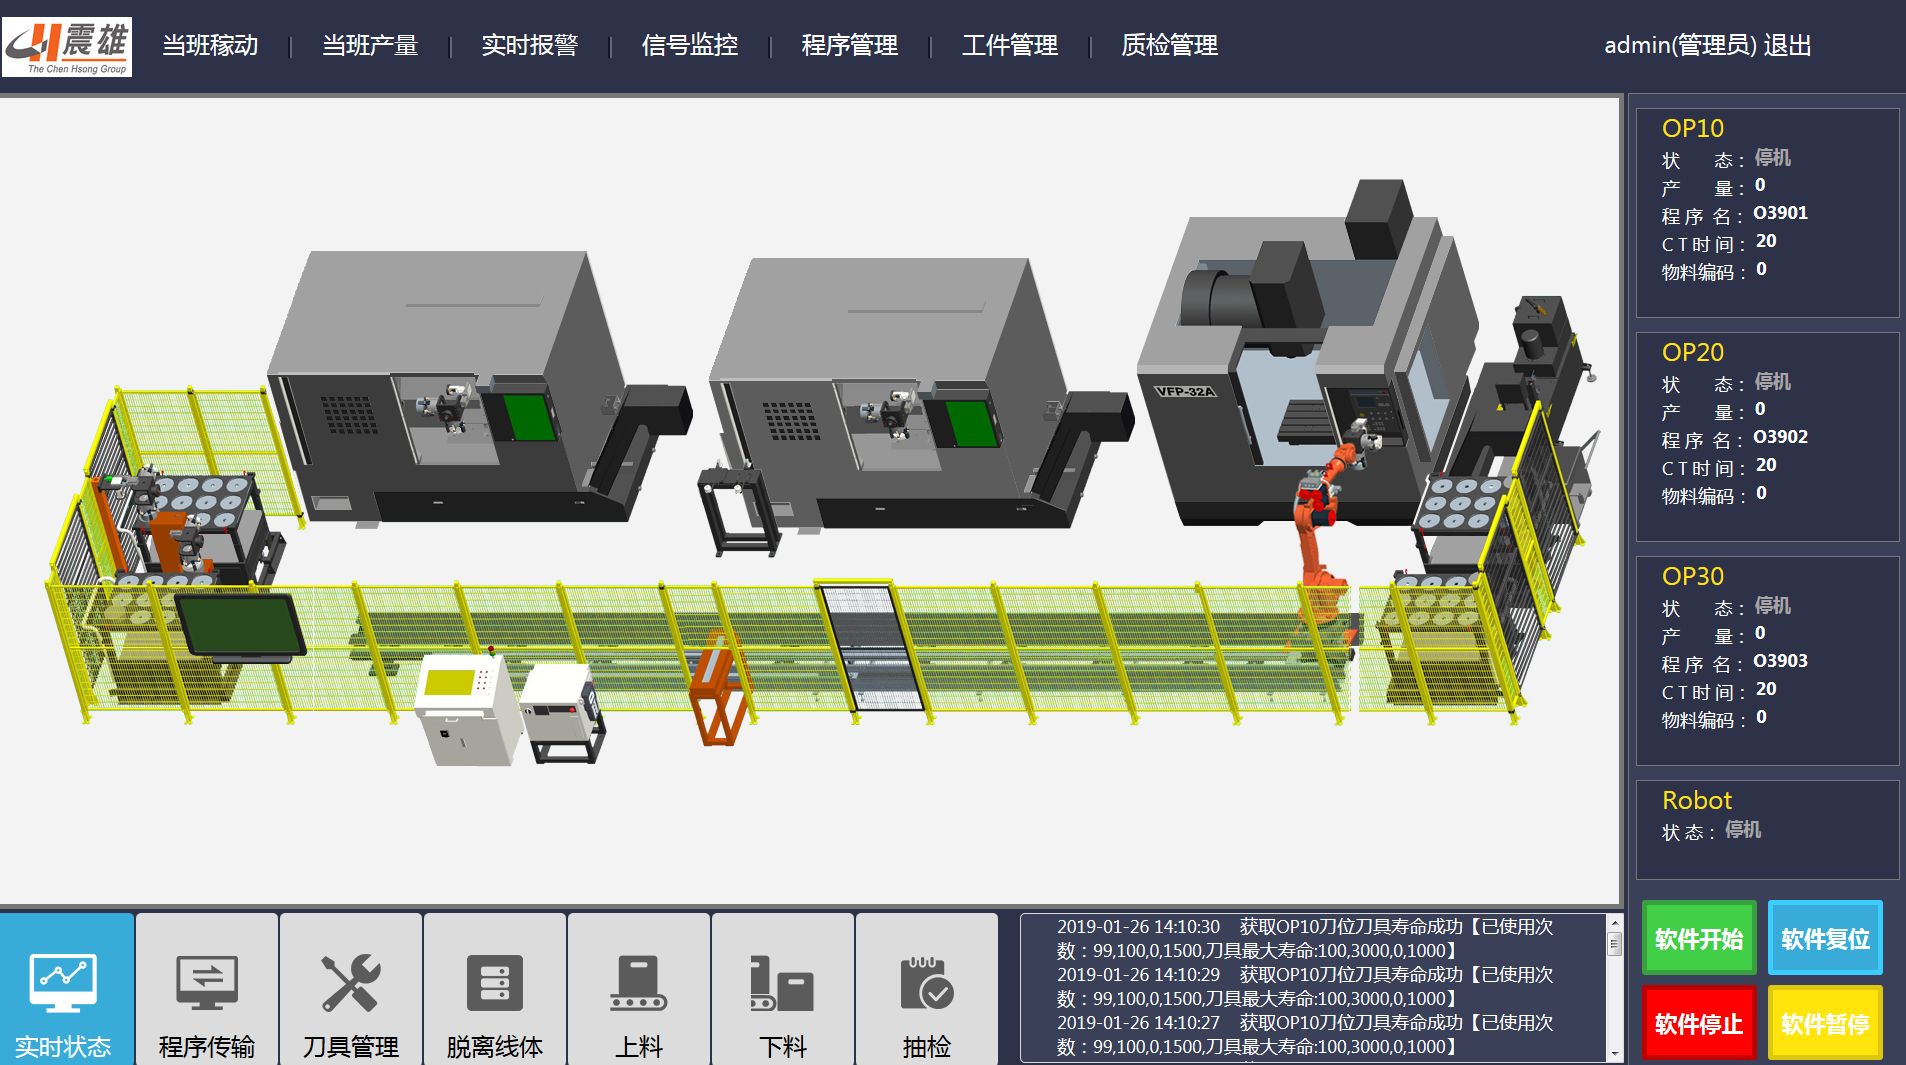 震雄
The Chen Hsong Group
当班稼动 | 当班产量 | 实时报警 | 信号监控 | 程序管理 | 工件管理 | 质检管理
admin(管理员) 退出
VFP-32A
OP10
状 态： 停机
产 量： 0
程 序 名： O3901
CT时间： 20
物料编码： 0
OP20
状 态： 停机
产 量： 0
程 序 名： O3902
CT时间： 20
物料编码： 0
OP30
状 态： 停机
产 量： 0
程 序 名： O3903
CT时间： 20
物料编码： 0
Robot
状 态： 停机
软件开始
软件复位
软件停止
软件暂停
实时状态
程序传输
刀具管理
脱离线体
上料
下料
抽检
2019-01-26 14:10:30 获取OP10刀位刀具寿命成功【已使用次
数：99,100,0,1500,刀具最大寿命:100,3000,0,1000】
2019-01-26 14:10:29 获取OP10刀位刀具寿命成功【已使用次
数：99,100,0,1500,刀具最大寿命:100,3000,0,1000】
2019-01-26 14:10:27 获取OP10刀位刀具寿命成功【已使用次
数：99,100,0,1500,刀具最大寿命:100,3000,0,1000】